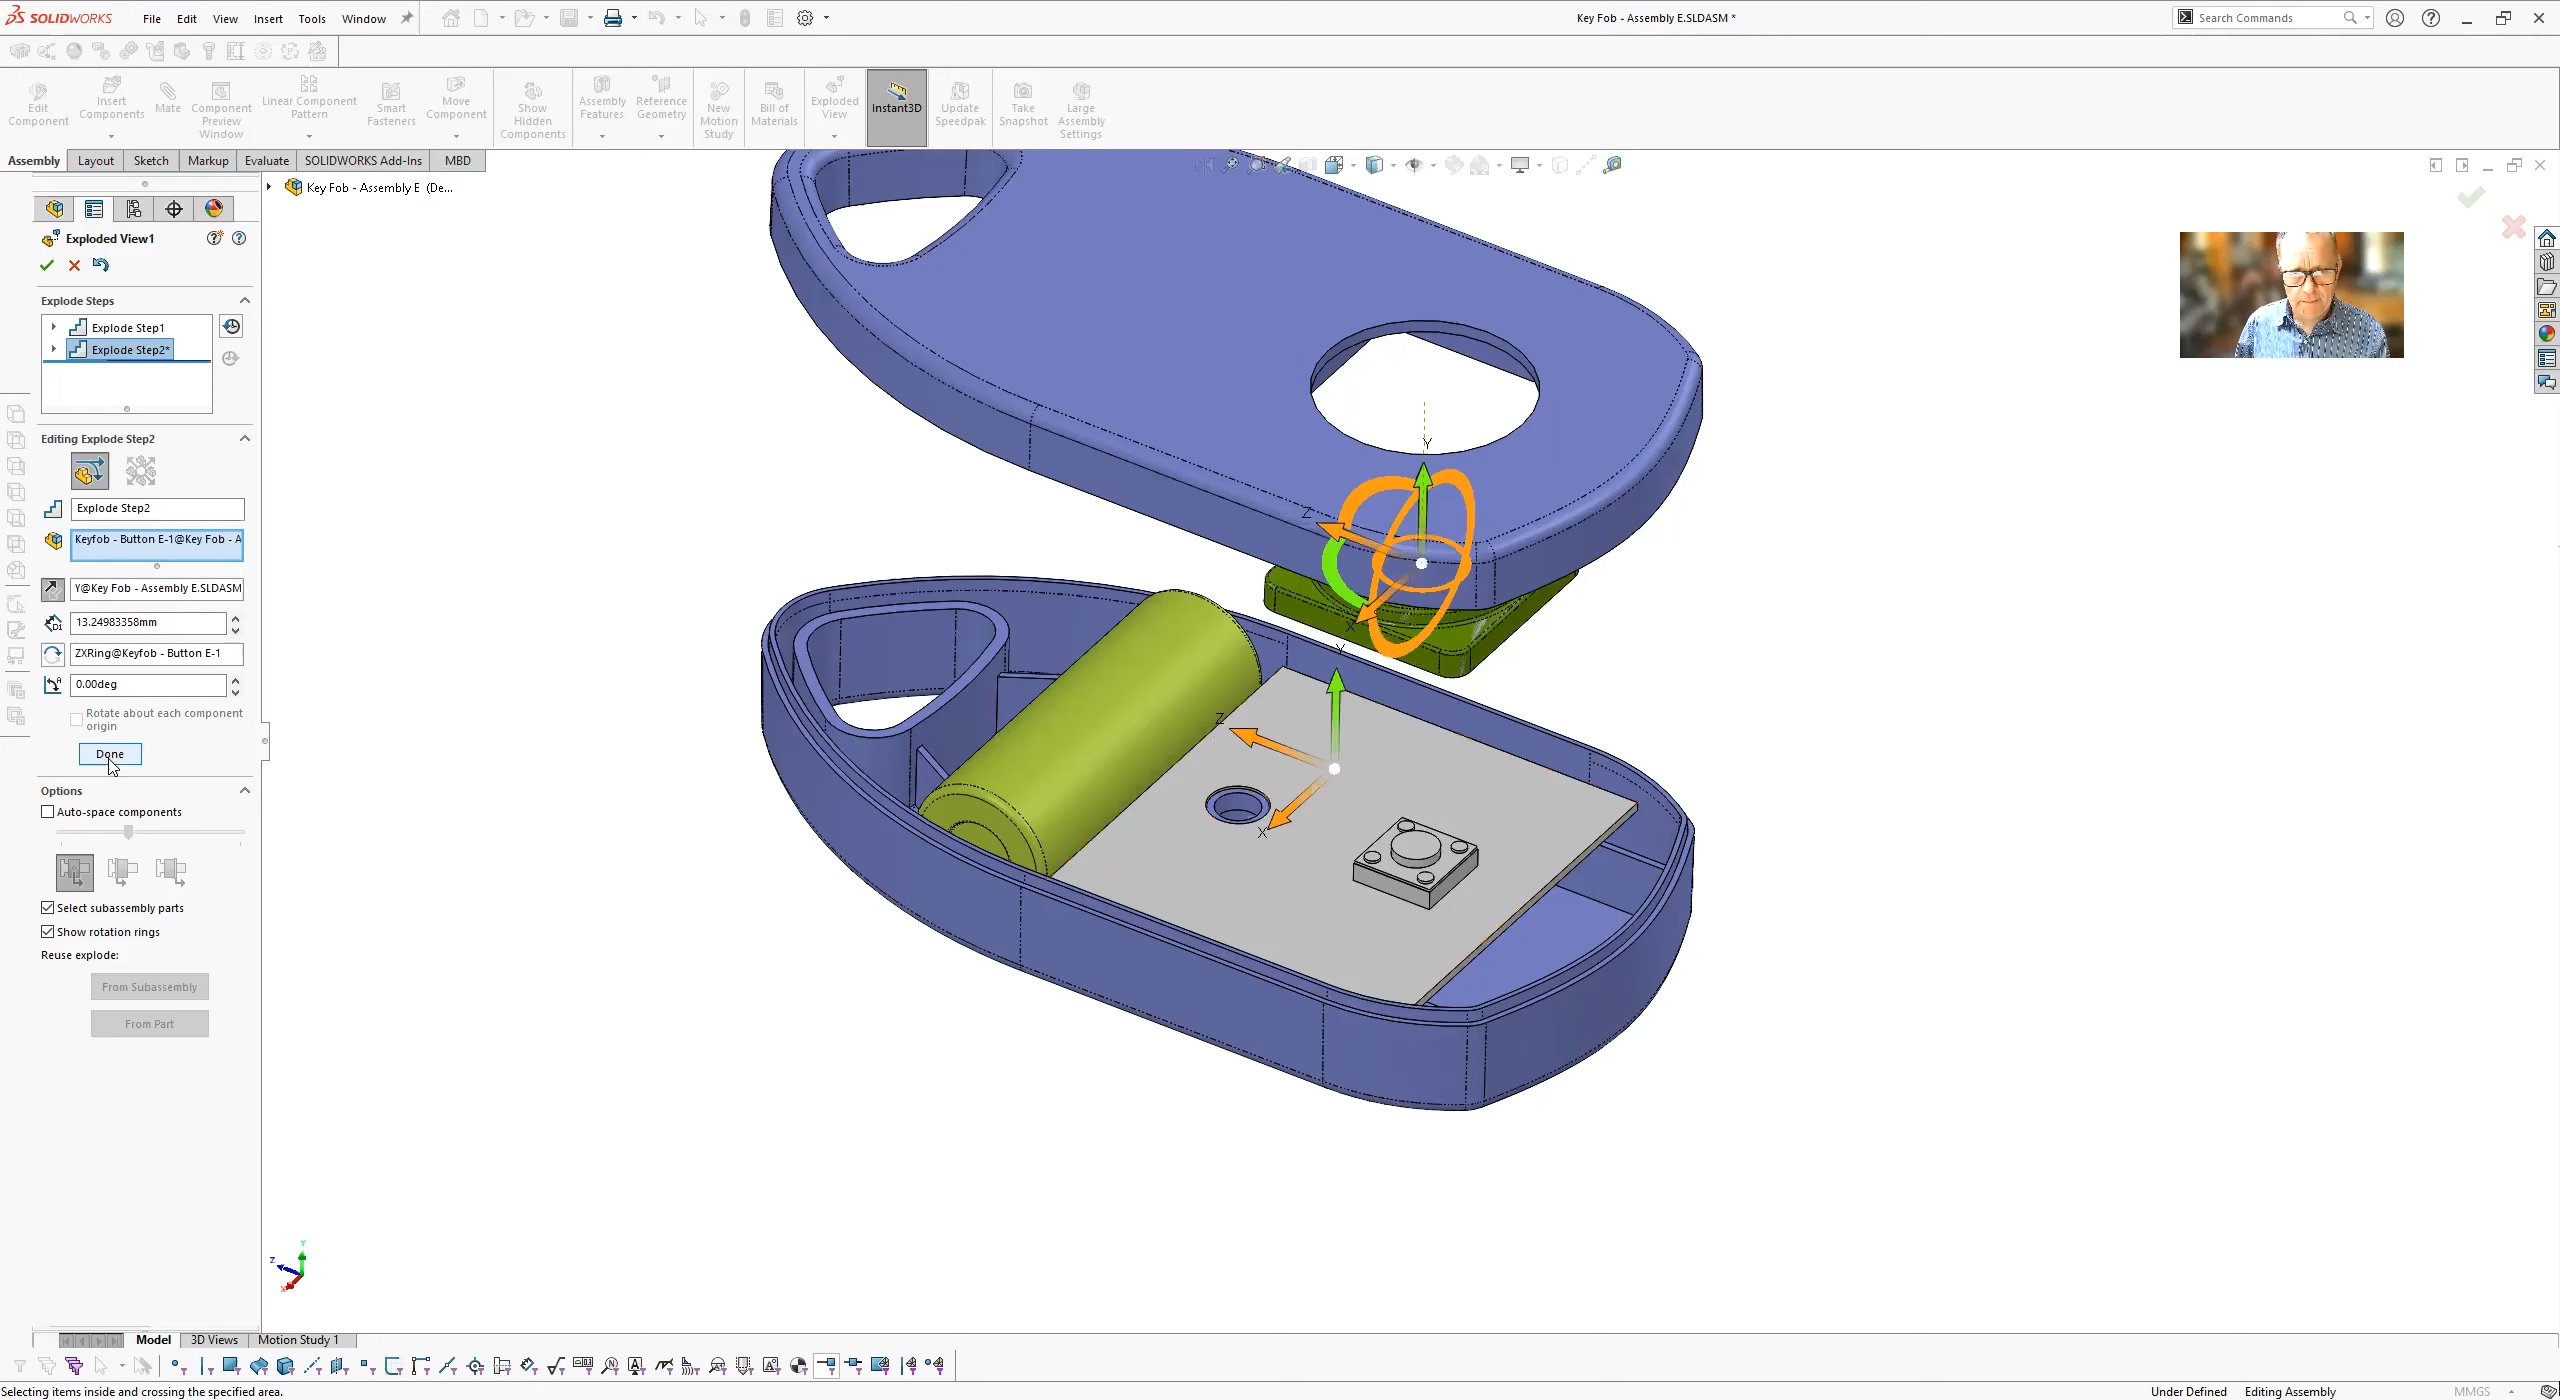 SOLIDWORKS
File Edit View Insert Tools Window
Key Fob - Assembly E.SLDASM *
Search Commands
Edit Component
Insert Components
Mate
Component Preview Window
Linear Component Pattern
Smart Fasteners
Move Component
Show Hidden Components
Assembly Features
Reference Geometry
New Motion Study
Bill of Materials
Exploded View
Instant3D
Update Speedpak
Take Snapshot
Large Assembly Settings
Assembly Layout Sketch Markup Evaluate SOLIDWORKS Add-Ins MBD
Key Fob - Assembly E (De...
Exploded View1
Explode Steps
Explode Step1
Explode Step2*
Editing Explode Step2
Explode Step2
Keyfob - Button E-1@Key Fob - A
Y@Key Fob - Assembly E.SLDASM
D1
13.24983358mm
ZXRing@Keyfob - Button E-1
0.00deg
Rotate about each component
origin
Done
Options
Auto-space components
Select subassembly parts
Show rotation rings
Reuse explode:
From Subassembly
From Part
Y
Z
X
Y
Z
X
Y
Z
X
Model 3D Views Motion Study 1
Selecting items inside and crossing the specified area.
Under Defined Editing Assembly MMGS